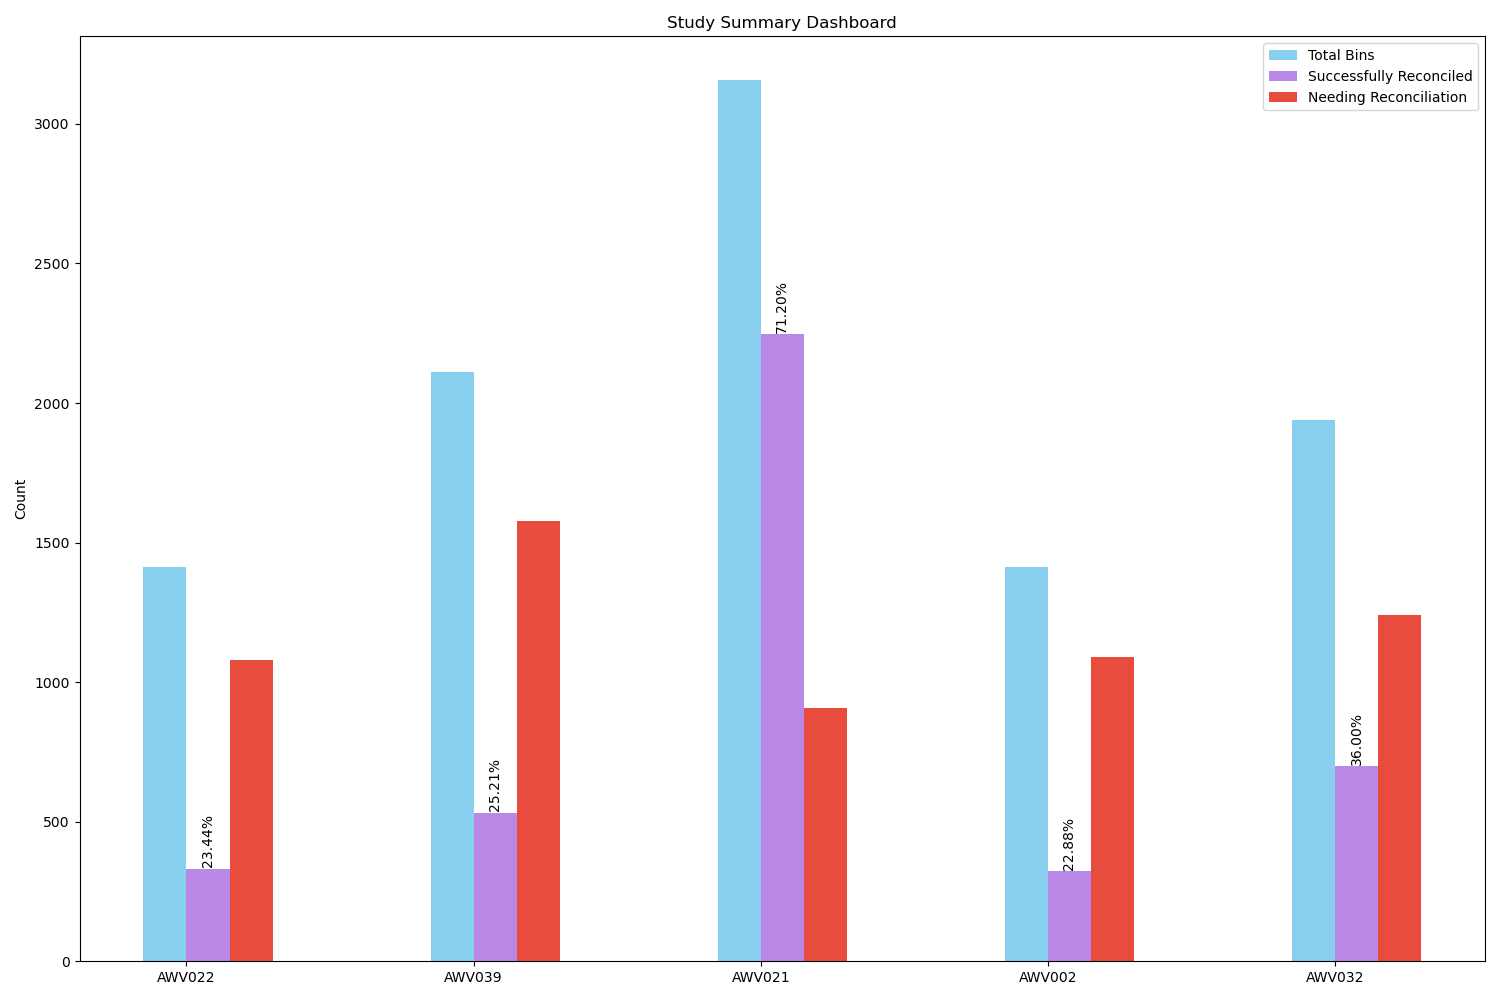 Study Summary Dashboard
Total Bins
Successfully Reconciled
Needing Reconciliation
Count
3000
2500
2000
1500
1000
500
0
23.44%
25.21%
71.20%
22.88%
36.00%
AWV022
AWV039
AWV021
AWV002
AWV032